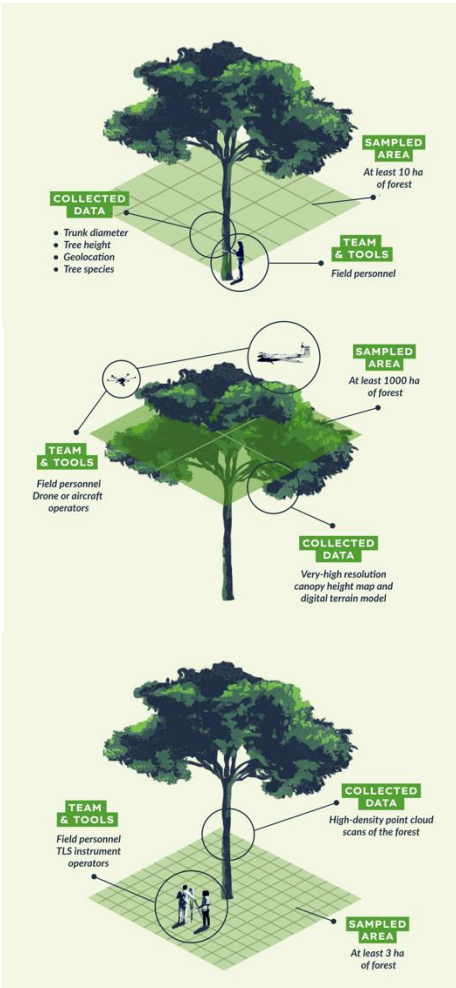 SAMPLED
AREA
At least 10 ha
of forest
COLLECTED
DATA
• Trunk diameter
• Tree height
• Geolocation
• Tree species
TEAM
& TOOLS
Field personnel
SAMPLED
AREA
At least 1000 ha
of forest
TEAM
& TOOLS
Field personnel
Drone or aircraft
operators
COLLECTED
DATA
Very-high resolution
canopy height map and
digital terrain model
COLLECTED
DATA
High-density point cloud
scans of the forest
TEAM
& TOOLS
Field personnel
TLS instrument
operators
SAMPLED
AREA
At least 3 ha
of forest